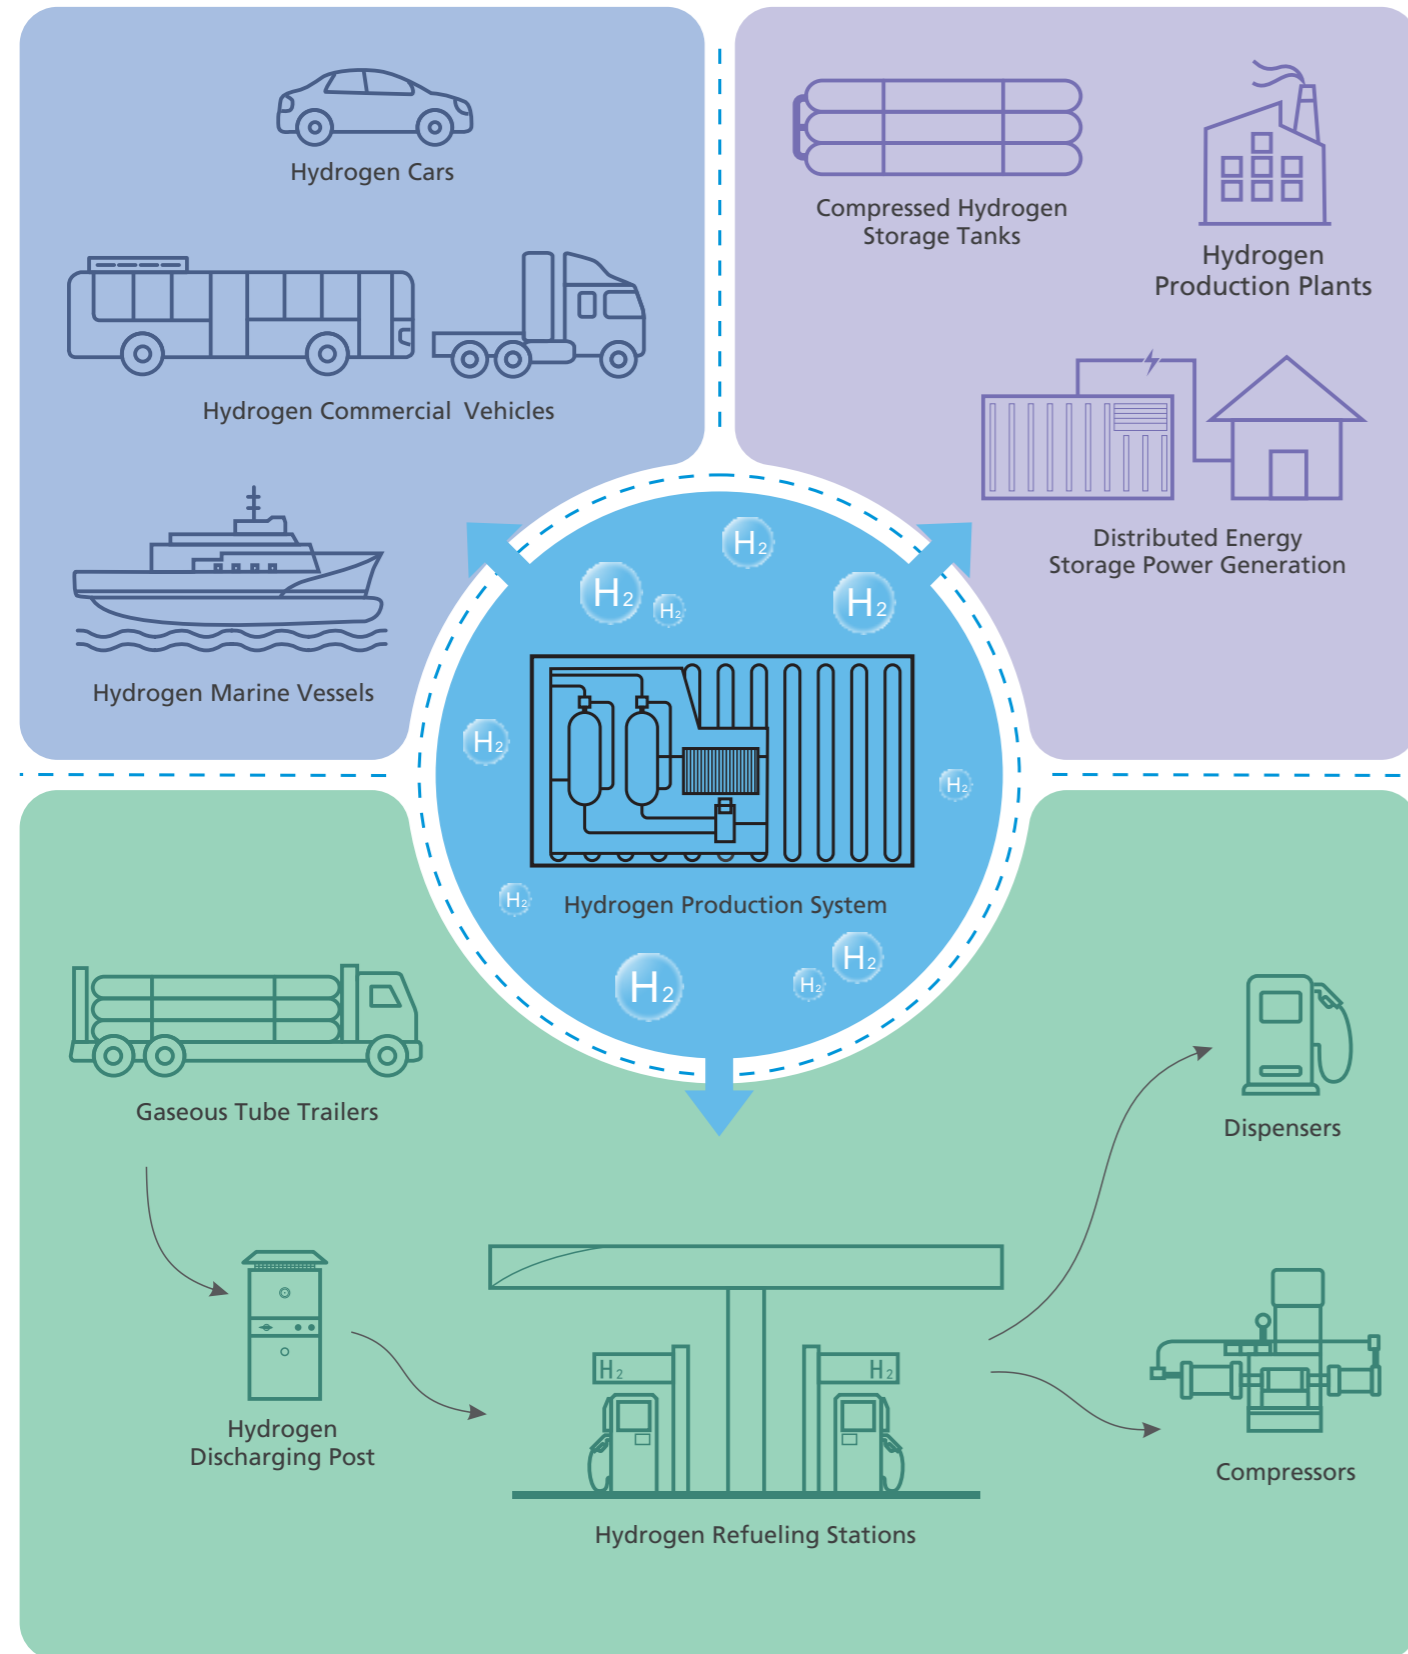 Hydrogen Cars
Hydrogen Commercial Vehicles
Hydrogen Marine Vessels
Compressed Hydrogen
Storage Tanks
Hydrogen
Production Plants
Distributed Energy
Storage Power Generation
H2
H2
H2
H2
H2
H2
Hydrogen Production System
H2
H2
H2
H2
Gaseous Tube Trailers
Dispensers
Hydrogen
Discharging Post
H2
H2
Hydrogen Refueling Stations
Compressors